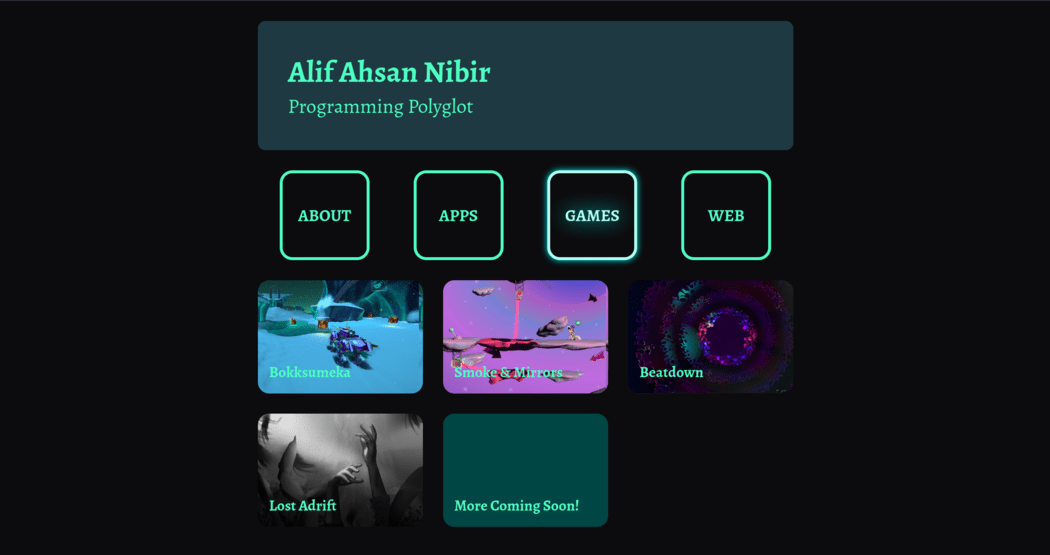 Alif Ahsan Nibir
Programming Polyglot
ABOUT
APPS
GAMES
WEB
Bokksumeka
Smoke & Mirrors
Beatdown
Lost Adrift
More Coming Soon!